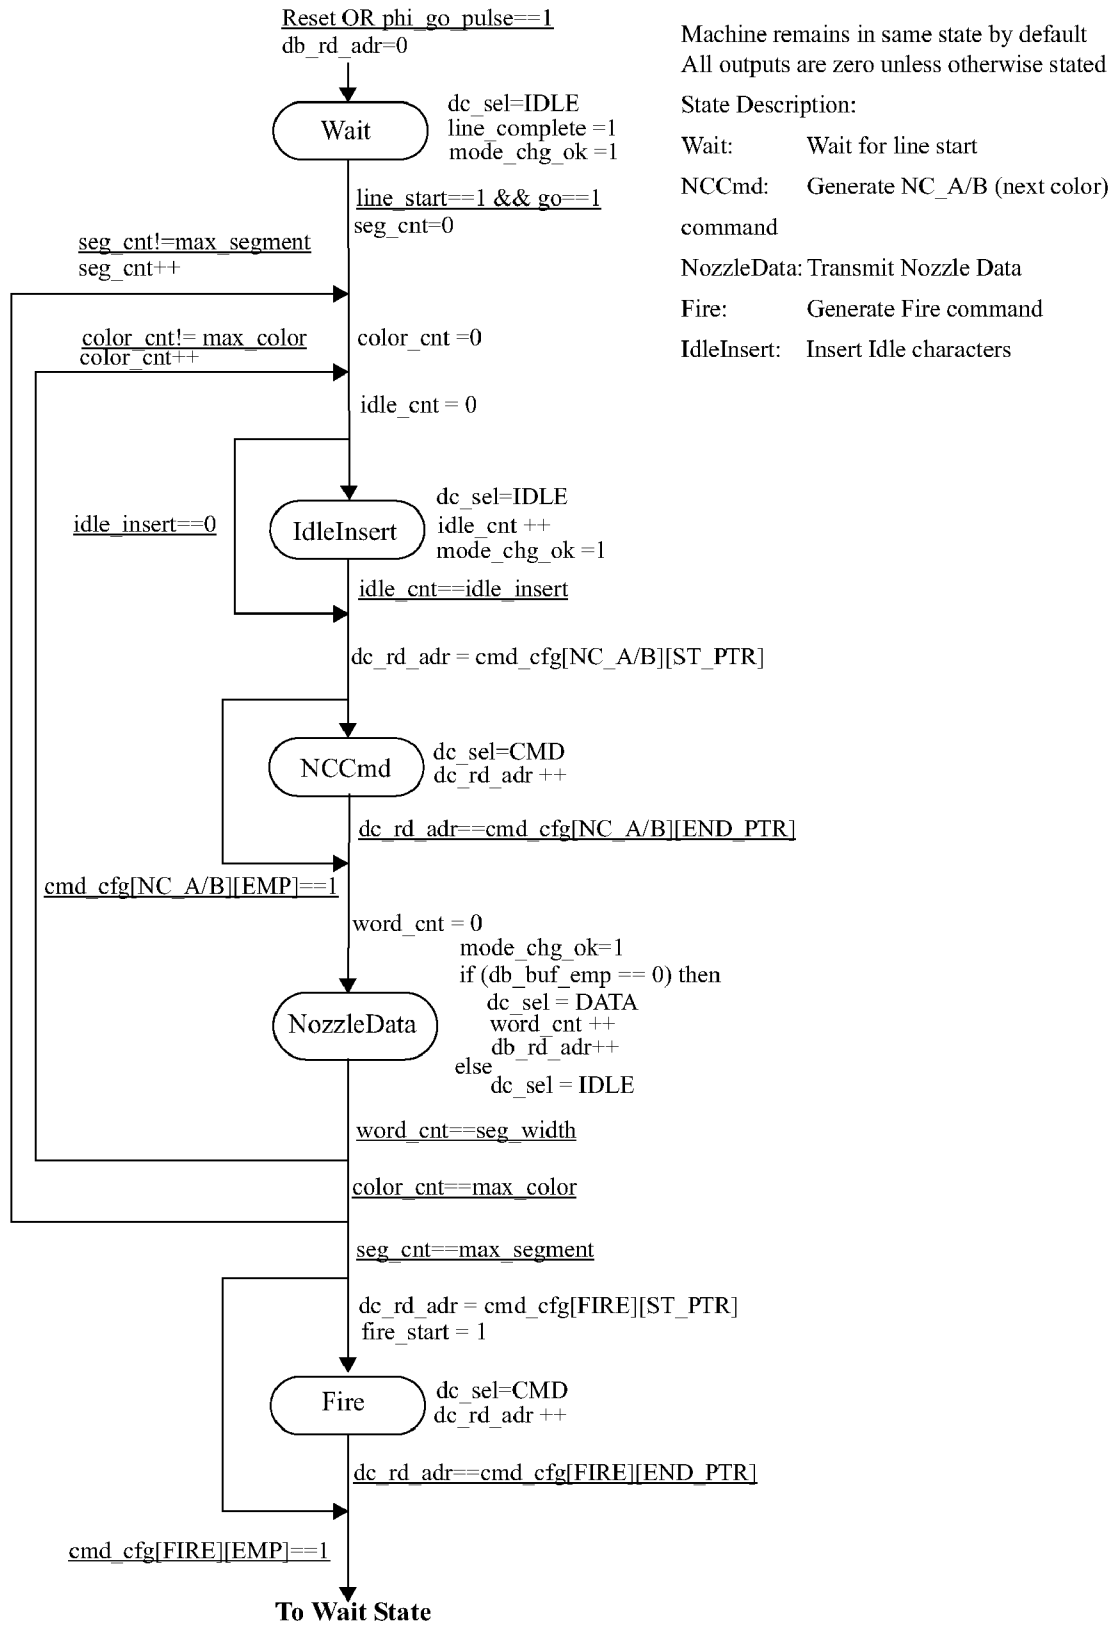 Reset OR phi_go_pulse==1
db_rd_adr=0
Machine remains in same state by default
All outputs are zero unless otherwise stated
State Description:
Wait: Wait for line start
NCCmd: Generate NC_A/B (next color)
command
NozzleData: Transmit Nozzle Data
Fire: Generate Fire command
IdleInsert: Insert Idle characters
Wait
dc_sel=IDLE
line_complete =1
mode_chg_ok =1
line_start==1 && go==1
seg_cnt=0
seg_cnt!=max_segment
seg_cnt++
color_cnt =0
color_cnt!= max_color
color_cnt++
idle_cnt = 0
idle_insert==0
IdleInsert
dc_sel=IDLE
idle_cnt ++
mode_chg_ok =1
idle_cnt==idle_insert
dc_rd_adr = cmd_cfg[NC_A/B][ST_PTR]
NCCmd
dc_sel=CMD
dc_rd_adr ++
dc_rd_adr==cmd_cfg[NC_A/B][END_PTR]
cmd_cfg[NC_A/B][EMP]==1
word_cnt = 0
NozzleData
mode_chg_ok=1
if (db_buf_emp == 0) then
dc_sel = DATA
word_cnt ++
db_rd_adr++
else
dc_sel = IDLE
word_cnt==seg_width
color_cnt==max_color
seg_cnt==max_segment
dc_rd_adr = cmd_cfg[FIRE][ST_PTR]
fire_start = 1
Fire
dc_sel=CMD
dc_rd_adr ++
dc_rd_adr==cmd_cfg[FIRE][END_PTR]
cmd_cfg[FIRE][EMP]==1
To Wait State